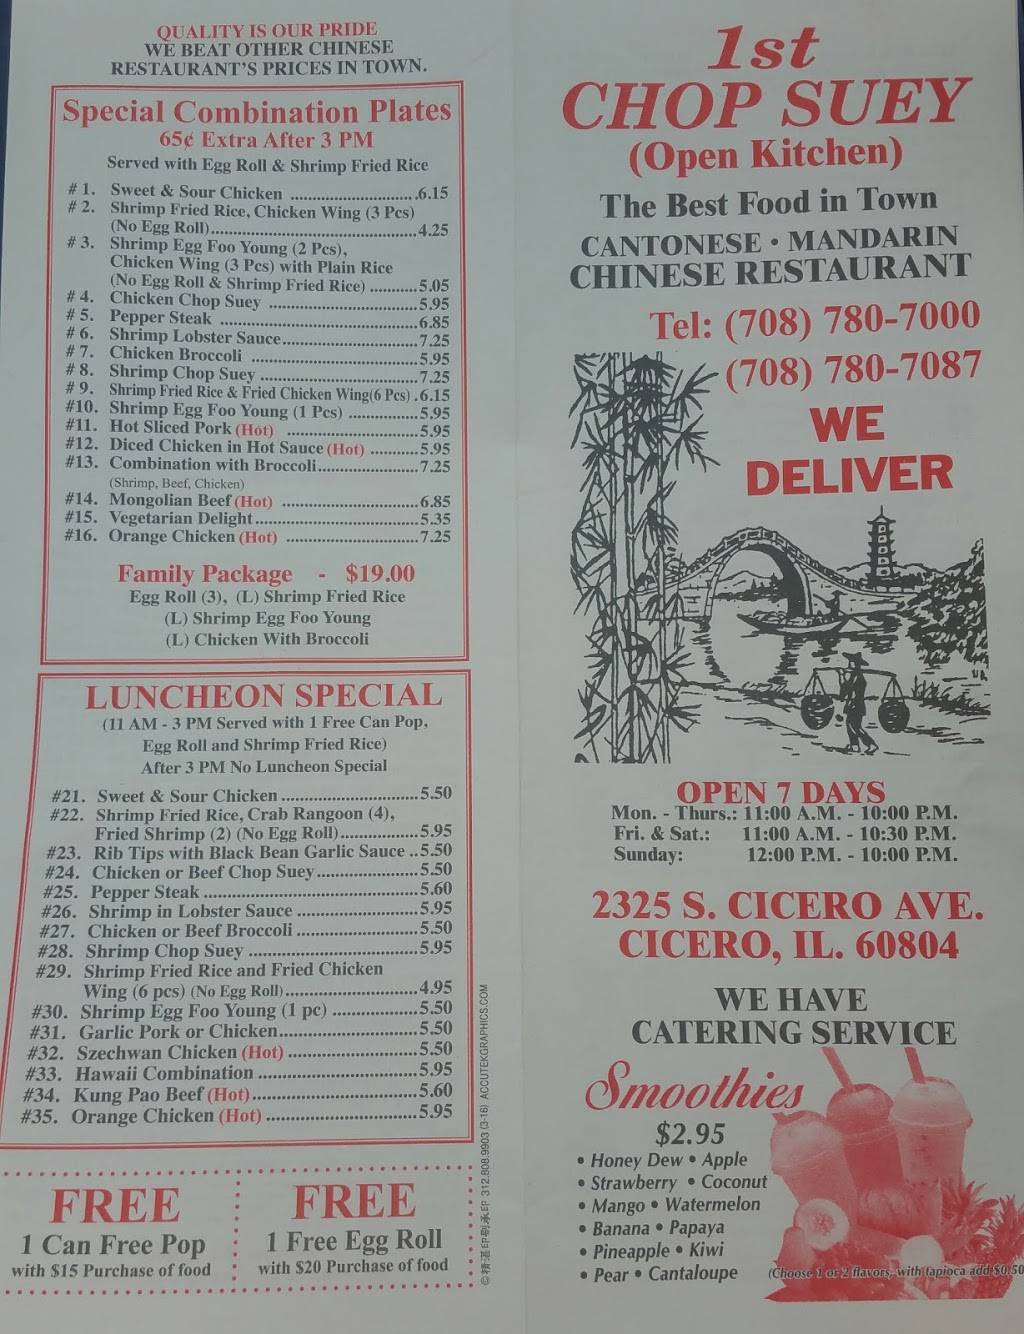 QUALITY IS OUR PRIDE
WE BEAT OTHER CHINESE
RESTAURANT'S PRICES IN TOWN.
Special Combination Plates
65¢ Extra After 3 PM
Served with Egg Roll & Shrimp Fried Rice
# 1. Sweet & Sour Chicken ..............................6.15
# 2. Shrimp Fried Rice, Chicken Wing (3 Pcs)
(No Egg Roll)................................................4.25
# 3. Shrimp Egg Foo Young (2 Pcs),
Chicken Wing (3 Pcs) with Plain Rice
(No Egg Roll & Shrimp Fried Rice) ...........5.05
# 4. Chicken Chop Suey ...................................5.95
# 5. Pepper Steak ..............................................6.85
# 6. Shrimp Lobster Sauce................................7.25
# 7. Chicken Broccoli .......................................5.95
# 8. Shrimp Chop Suey .....................................7.25
# 9. Shrimp Fried Rice & Fried Chicken Wing(6 Pcs) .6.15
#10. Shrimp Egg Foo Young (1 Pcs) ................5.95
#11. Hot Sliced Pork (Hot) ..............................5.95
#12. Diced Chicken in Hot Sauce (Hot) ...........5.95
#13. Combination with Broccoli.......................7.25
(Shrimp, Beef, Chicken)
#14. Mongolian Beef (Hot) ...............................6.85
#15. Vegetarian Delight......................................5.35
#16. Orange Chicken (Hot) ..............................7.25
Family Package - $19.00
Egg Roll (3), (L) Shrimp Fried Rice
(L) Shrimp Egg Foo Young
(L) Chicken With Broccoli
LUNCHEON SPECIAL
(11 AM - 3 PM Served with 1 Free Can Pop,
Egg Roll and Shrimp Fried Rice)
After 3 PM No Luncheon Special
#21. Sweet & Sour Chicken ................................5.50
#22. Shrimp Fried Rice, Crab Rangoon (4),
Fried Shrimp (2) (No Egg Roll)..................5.95
#23. Rib Tips with Black Bean Garlic Sauce ..5.50
#24. Chicken or Beef Chop Suey.......................5.50
#25. Pepper Steak ................................................5.60
#26. Shrimp in Lobster Sauce ...........................5.95
#27. Chicken or Beef Broccoli ...........................5.50
#28. Shrimp Chop Suey ......................................5.95
#29. Shrimp Fried Rice and Fried Chicken
Wing (6 pcs) (No Egg Roll)..............................4.95
#30. Shrimp Egg Foo Young (1 pc) ...................5.50
#31. Garlic Pork or Chicken...............................5.50
#32. Szechwan Chicken (Hot) .............................5.50
#33. Hawaii Combination ...................................5.95
#34. Kung Pao Beef (Hot)....................................5.60
#35. Orange Chicken (Hot) .................................5.95
FREE
1 Can Free Pop
with $15 Purchase of food
FREE
1 Free Egg Roll
with $20 Purchase of food
312.808.9903 (3-16) ACCUTEKGRAPHICS.COM
1st
CHOP SUEY
(Open Kitchen)
The Best Food in Town
CANTONESE • MANDARIN
CHINESE RESTAURANT
Tel: (708) 780-7000
(708) 780-7087
WE
DELIVER
OPEN 7 DAYS
Mon. - Thurs.: 11:00 A.M. - 10:00 P.M.
Fri. & Sat.: 11:00 A.M. - 10:30 P.M.
Sunday: 12:00 P.M. - 10:00 P.M.
2325 S. CICERO AVE.
CICERO, IL. 60804
WE HAVE
CATERING SERVICE
Smoothies
$2.95
• Honey Dew • Apple
• Strawberry • Coconut
• Mango • Watermelon
• Banana • Papaya
• Pineapple • Kiwi
• Pear • Cantaloupe
(Choose 1 or 2 flavors, with tapioca add $0.50